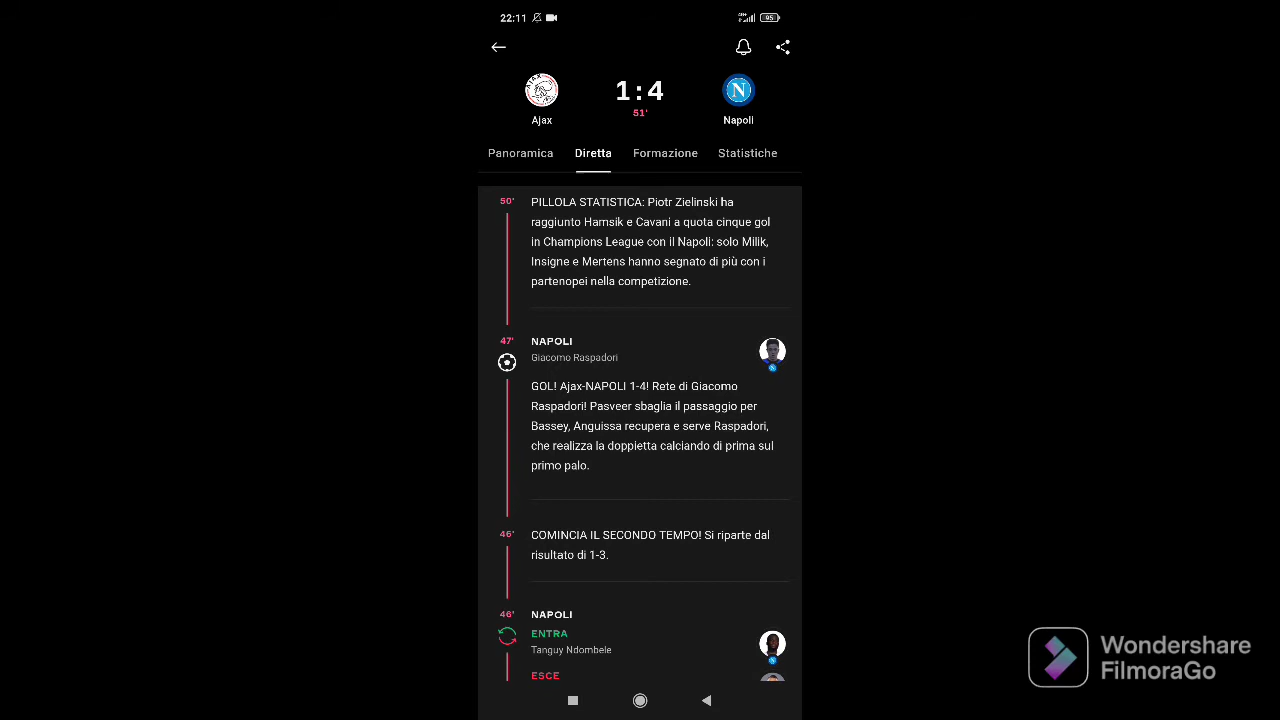 22:11
95
1:4
51'
Ajax
Napoli
Panoramica
Diretta
Formazione
Statistiche
50'
PILLOLA STATISTICA: Piotr Zielinski ha
raggiunto Hamsik e Cavani a quota cinque gol
in Champions League con il Napoli: solo Milik,
Insigne e Mertens hanno segnato di più con i
partenopei nella competizione.
47'
NAPOLI
Giacomo Raspadori
GOL! Ajax-NAPOLI 1-4! Rete di Giacomo
Raspadori! Pasveer sbaglia il passaggio per
Bassey, Anguissa recupera e serve Raspadori,
che realizza la doppietta calciando di prima sul
primo palo.
46'
COMINCIA IL SECONDO TEMPO! Si riparte dal
risultato di 1-3.
46'
NAPOLI
ENTRA
Tanguy Ndombele
ESCE
Wondershare
FilmoraGo